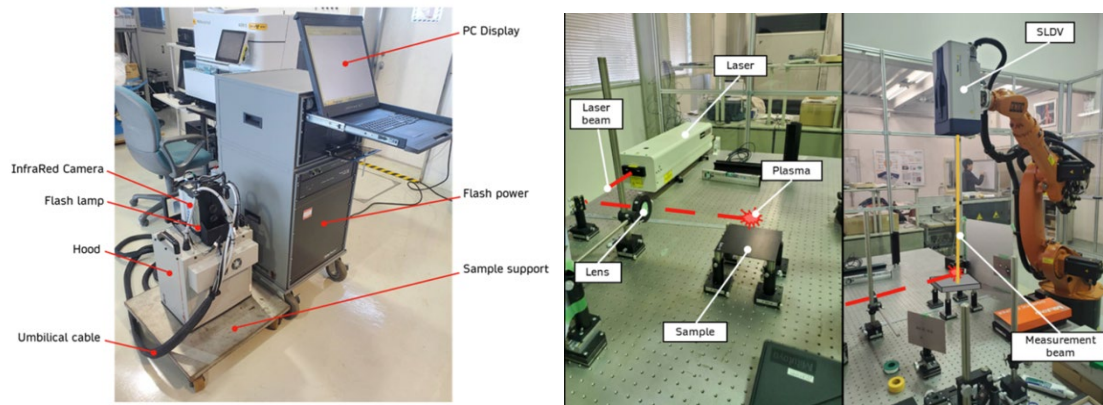 PC Display
InfraRed Camera
Flash lamp
Flash power
Hood
Sample support
Umbilical cable
Laser
Laser
beam
Plasma
Lens
Sample
SLDV
Measurement
beam